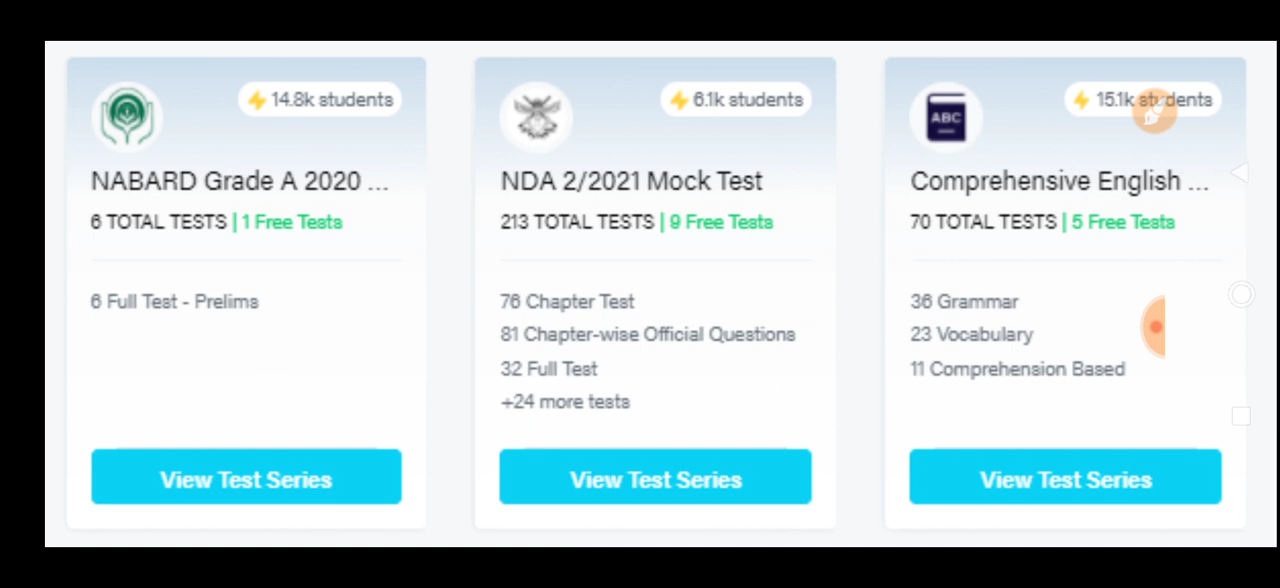 14.8k students
NABARD Grade A 2020 ...
6 TOTAL TESTS | 1 Free Tests
6 Full Test - Prelims
View Test Series
6.1k students
NDA 2/2021 Mock Test
213 TOTAL TESTS | 9 Free Tests
76 Chapter Test
81 Chapter-wise Official Questions
32 Full Test
+24 more tests
View Test Series
15.1k students
ABC
Comprehensive English ...
70 TOTAL TESTS | 5 Free Tests
36 Grammar
23 Vocabulary
11 Comprehension Based
View Test Series